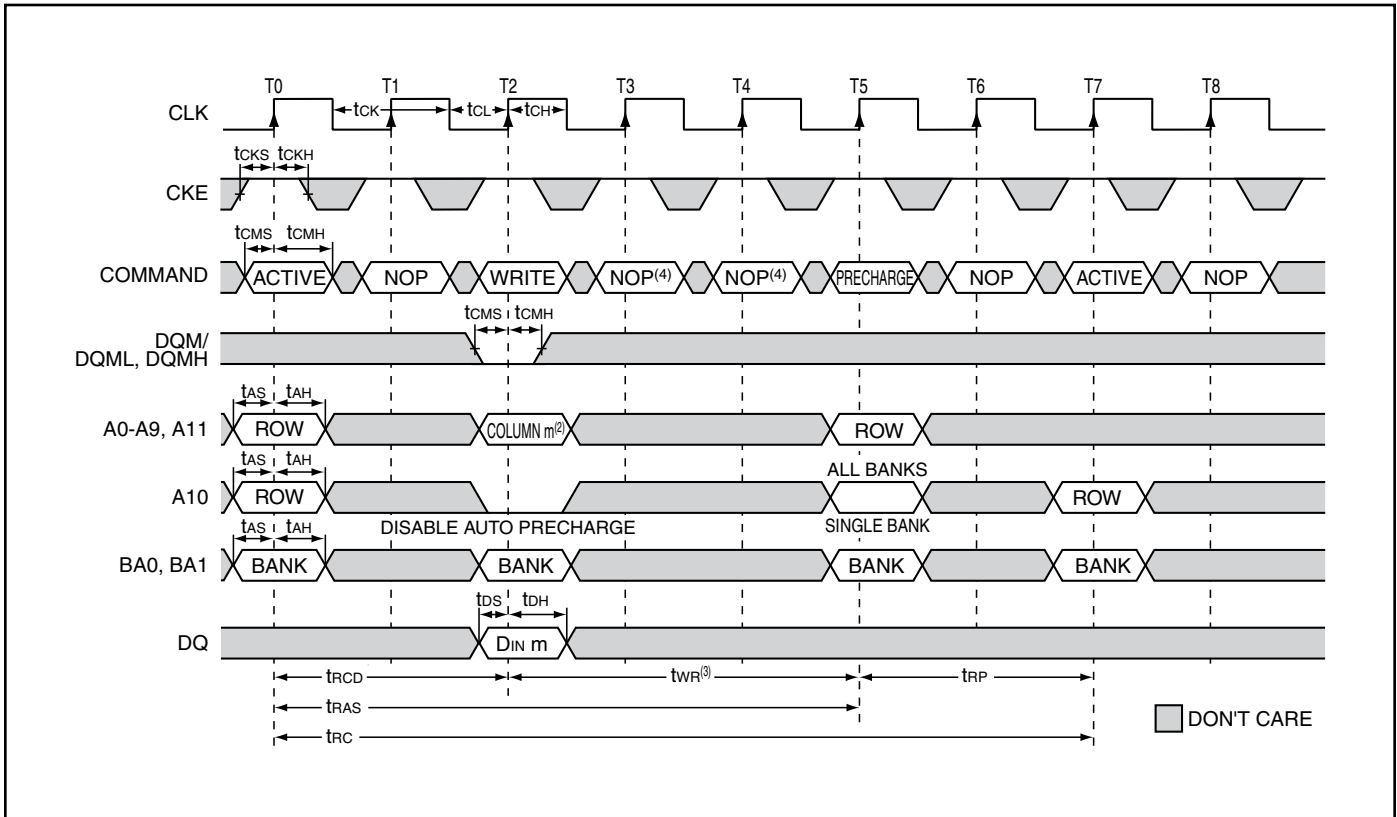 T0 T1 T2 T3 T4 T5 T6 T7 T8
CLK tCK tCL tCH
tCKS tCKH
CKE
tCMS tCMH
COMMAND ACTIVE NOP WRITE NOP(4) NOP(4) PRECHARGE NOP ACTIVE NOP
tCMS tCMH
DQM/
DQML, DQMH
tAS tAH
A0-A9, A11 ROW COLUMN m(2) ROW
tAS tAH ALL BANKS
A10 ROW ROW
tAS tAH DISABLE AUTO PRECHARGE SINGLE BANK
BA0, BA1 BANK BANK BANK BANK
tDS tDH
DQ DIN m
tRCD tWR(3) tRP
tRAS
DON'T CARE
tRC